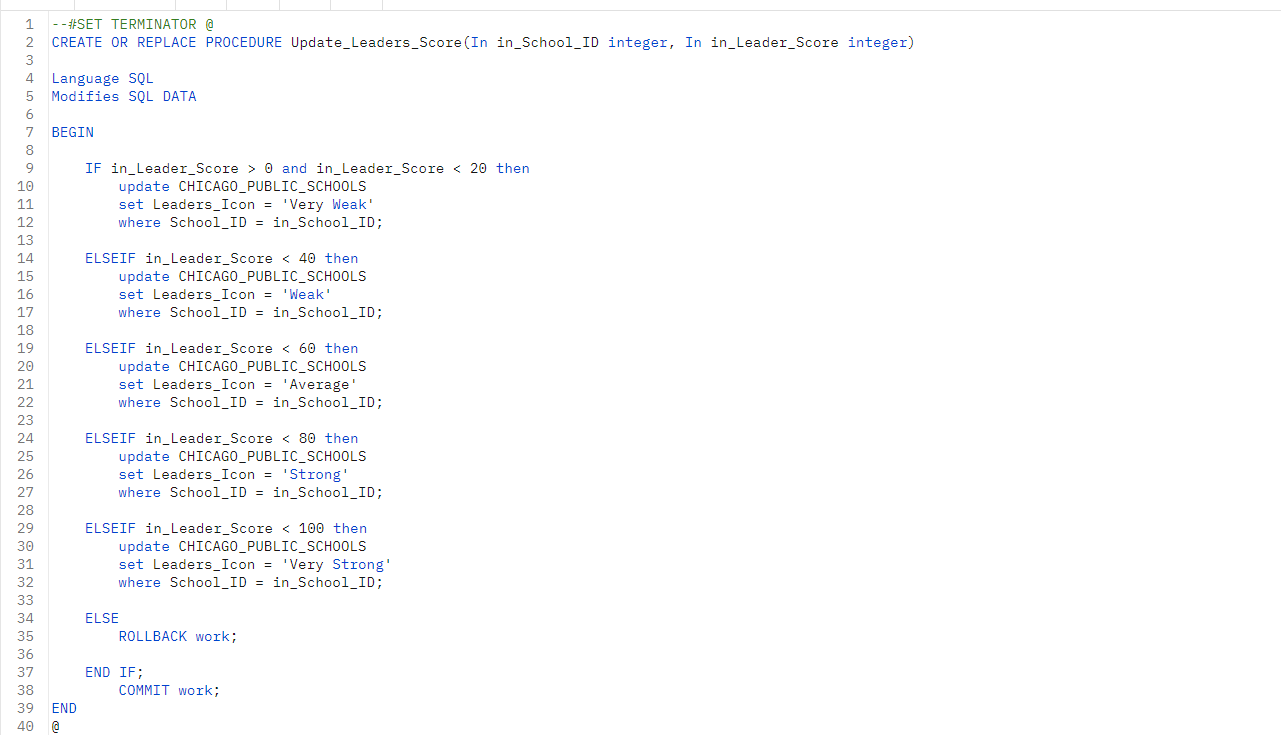 1 --#SET TERMINATOR @
2 CREATE OR REPLACE PROCEDURE Update_Leaders_Score(In in_School_ID integer, In in_Leader_Score integer)
3
4 Language SQL
5 Modifies SQL DATA
6
7 BEGIN
8
9 IF in_Leader_Score > 0 and in_Leader_Score < 20 then
10 update CHICAGO_PUBLIC_SCHOOLS
11 set Leaders_Icon = 'Very Weak'
12 where School_ID = in_School_ID;
13
14 ELSEIF in_Leader_Score < 40 then
15 update CHICAGO_PUBLIC_SCHOOLS
16 set Leaders_Icon = 'Weak'
17 where School_ID = in_School_ID;
18
19 ELSEIF in_Leader_Score < 60 then
20 update CHICAGO_PUBLIC_SCHOOLS
21 set Leaders_Icon = 'Average'
22 where School_ID = in_School_ID;
23
24 ELSEIF in_Leader_Score < 80 then
25 update CHICAGO_PUBLIC_SCHOOLS
26 set Leaders_Icon = 'Strong'
27 where School_ID = in_School_ID;
28
29 ELSEIF in_Leader_Score < 100 then
30 update CHICAGO_PUBLIC_SCHOOLS
31 set Leaders_Icon = 'Very Strong'
32 where School_ID = in_School_ID;
33
34 ELSE
35 ROLLBACK work;
36
37 END IF;
38 COMMIT work;
39 END
40 @